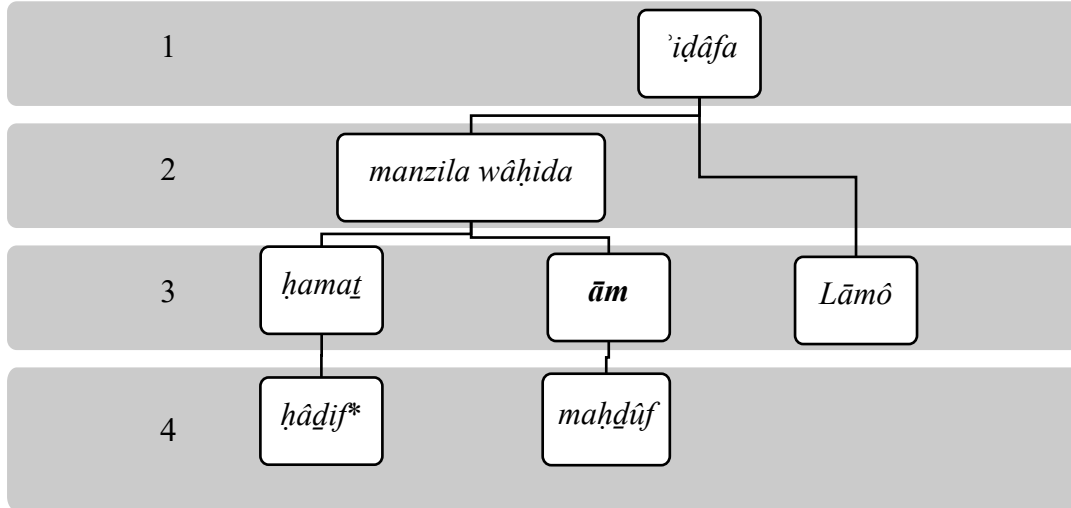 1
ʾiḍâfa
2
manzila wâḥida
3
ḥamaṯ
ām
Lāmô
4
ḥâḏif*
maḥḏûf